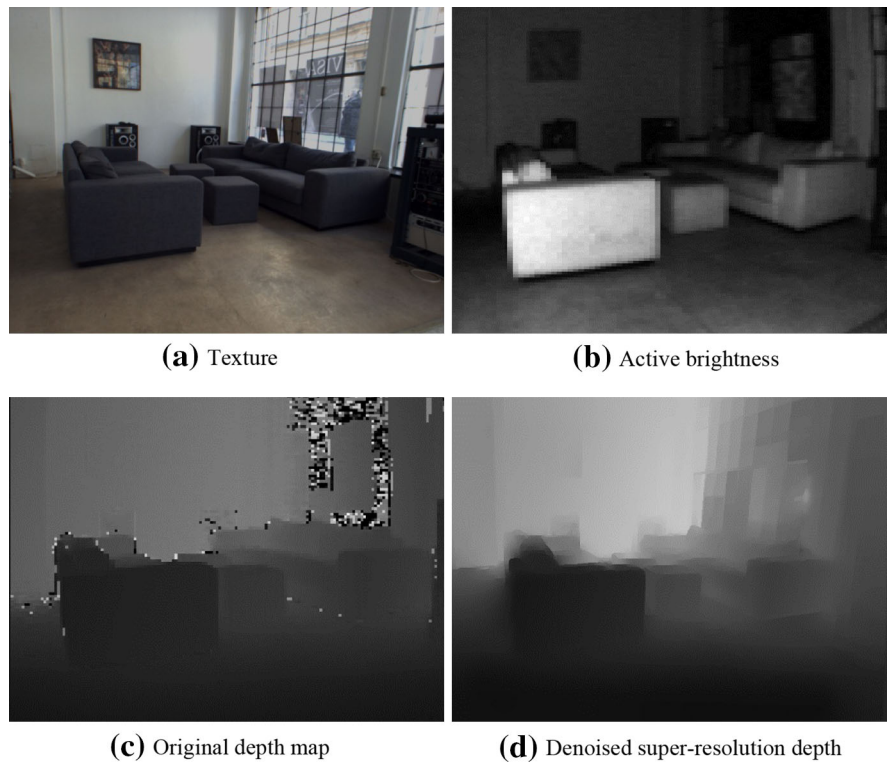 (a) Texture
(b) Active brightness
(c) Original depth map
(d) Denoised super-resolution depth